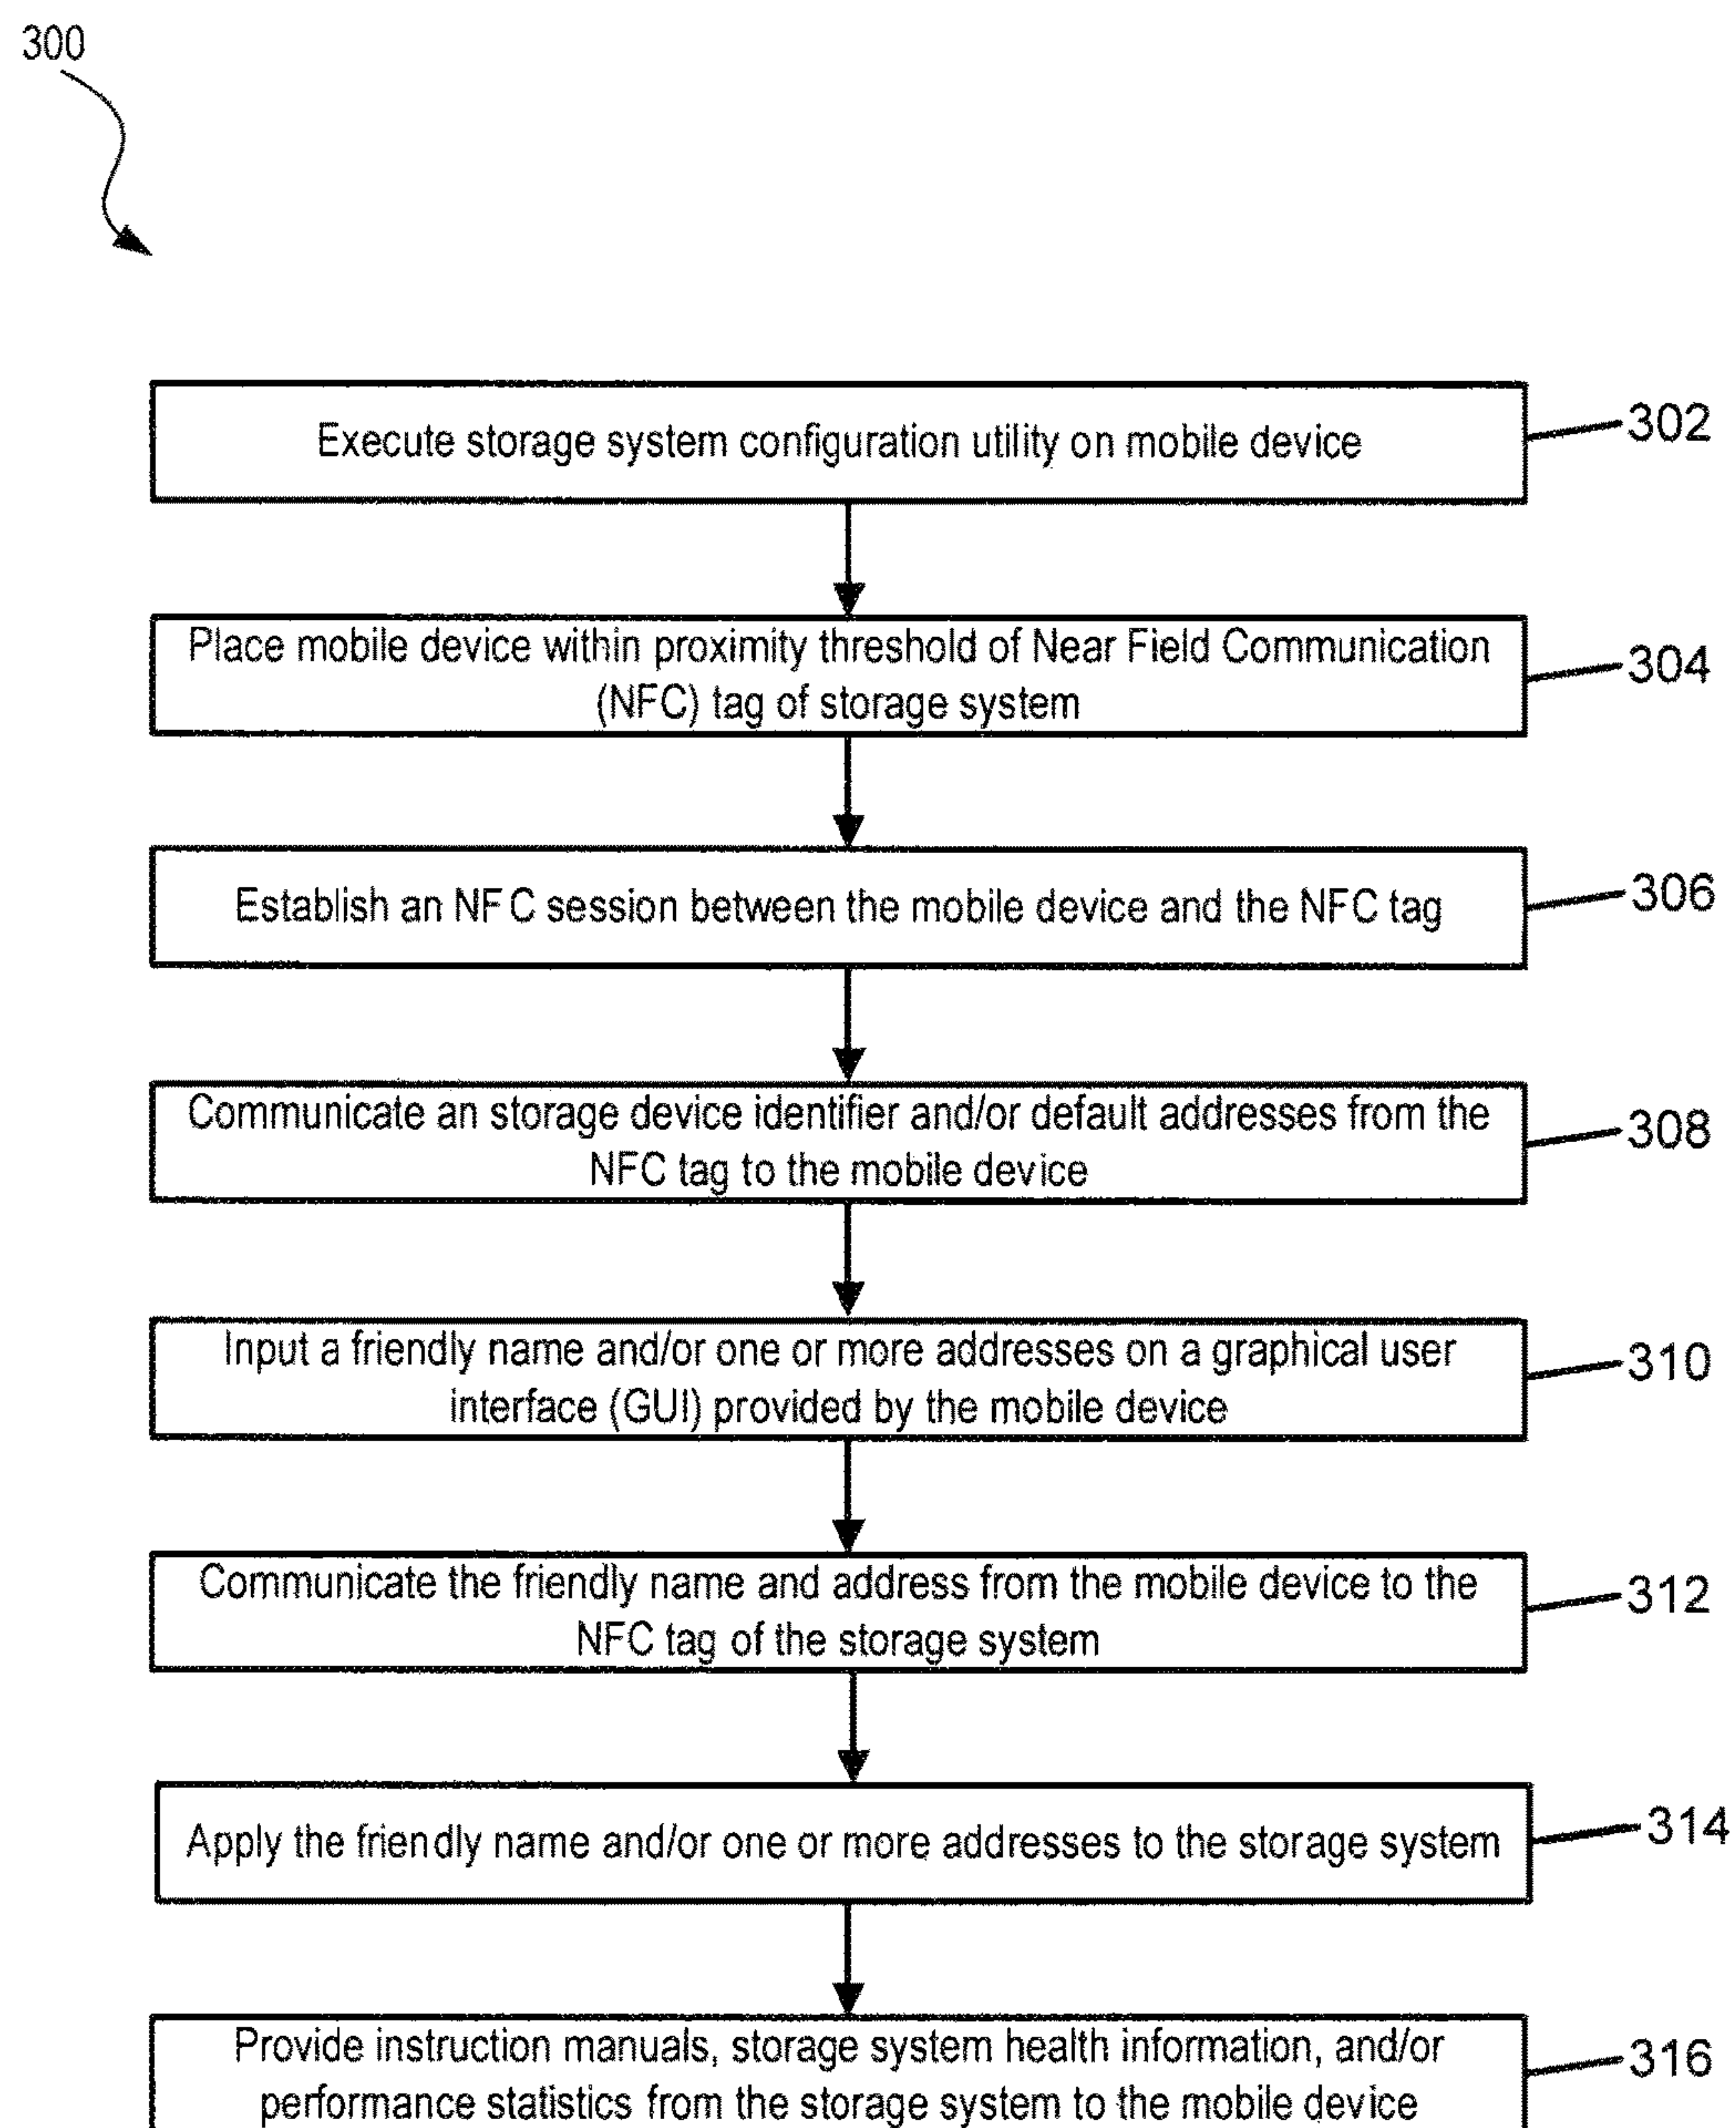 300
Execute storage system configuration utility on mobile device
302
Place mobile device within proximity threshold of Near Field Communication
(NFC) tag of storage system
304
Establish an NFC session between the mobile device and the NFC tag
306
Communicate an storage device identifier and/or default addresses from the
NFC tag to the mobile device
308
Input a friendly name and/or one or more addresses on a graphical user
interface (GUI) provided by the mobile device
310
Communicate the friendly name and address from the mobile device to the
NFC tag of the storage system
312
Apply the friendly name and/or one or more addresses to the storage system
314
Provide instruction manuals, storage system health information, and/or
performance statistics from the storage system to the mobile device
316